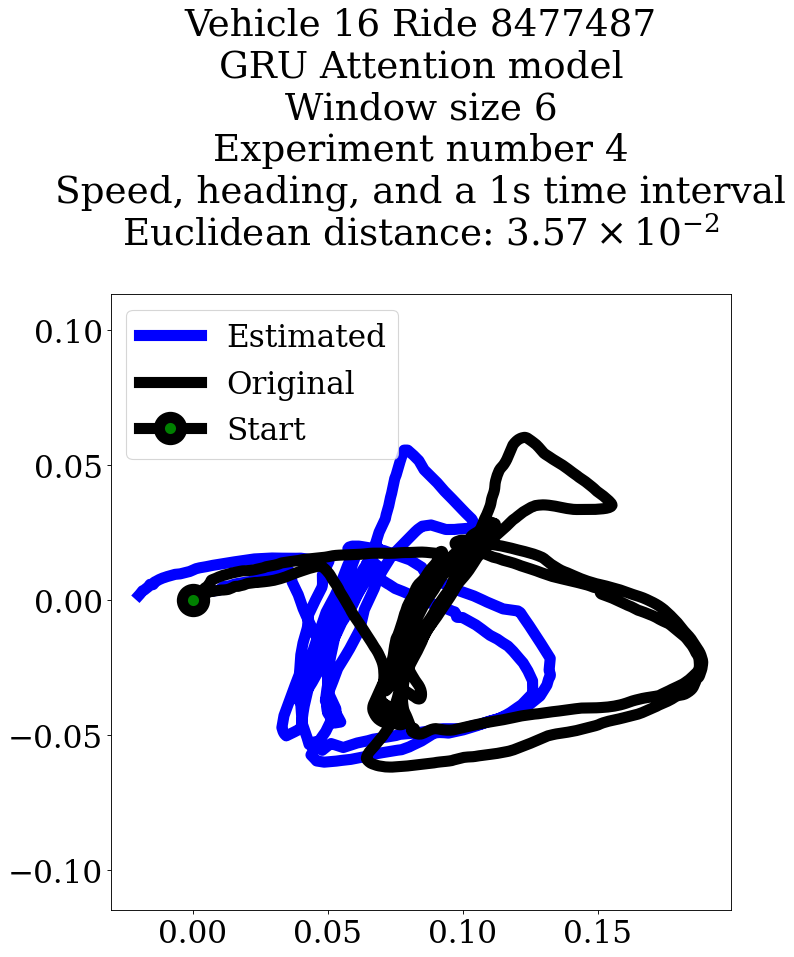 Vehicle 16 Ride 8477487
GRU Attention model
Window size 6
Experiment number 4
Speed, heading, and a 1s time interval
Euclidean distance: 3.57 × 10⁻²
Estimated
Original
Start
0.10
0.05
0.00
−0.05
−0.10
0.00 0.05 0.10 0.15